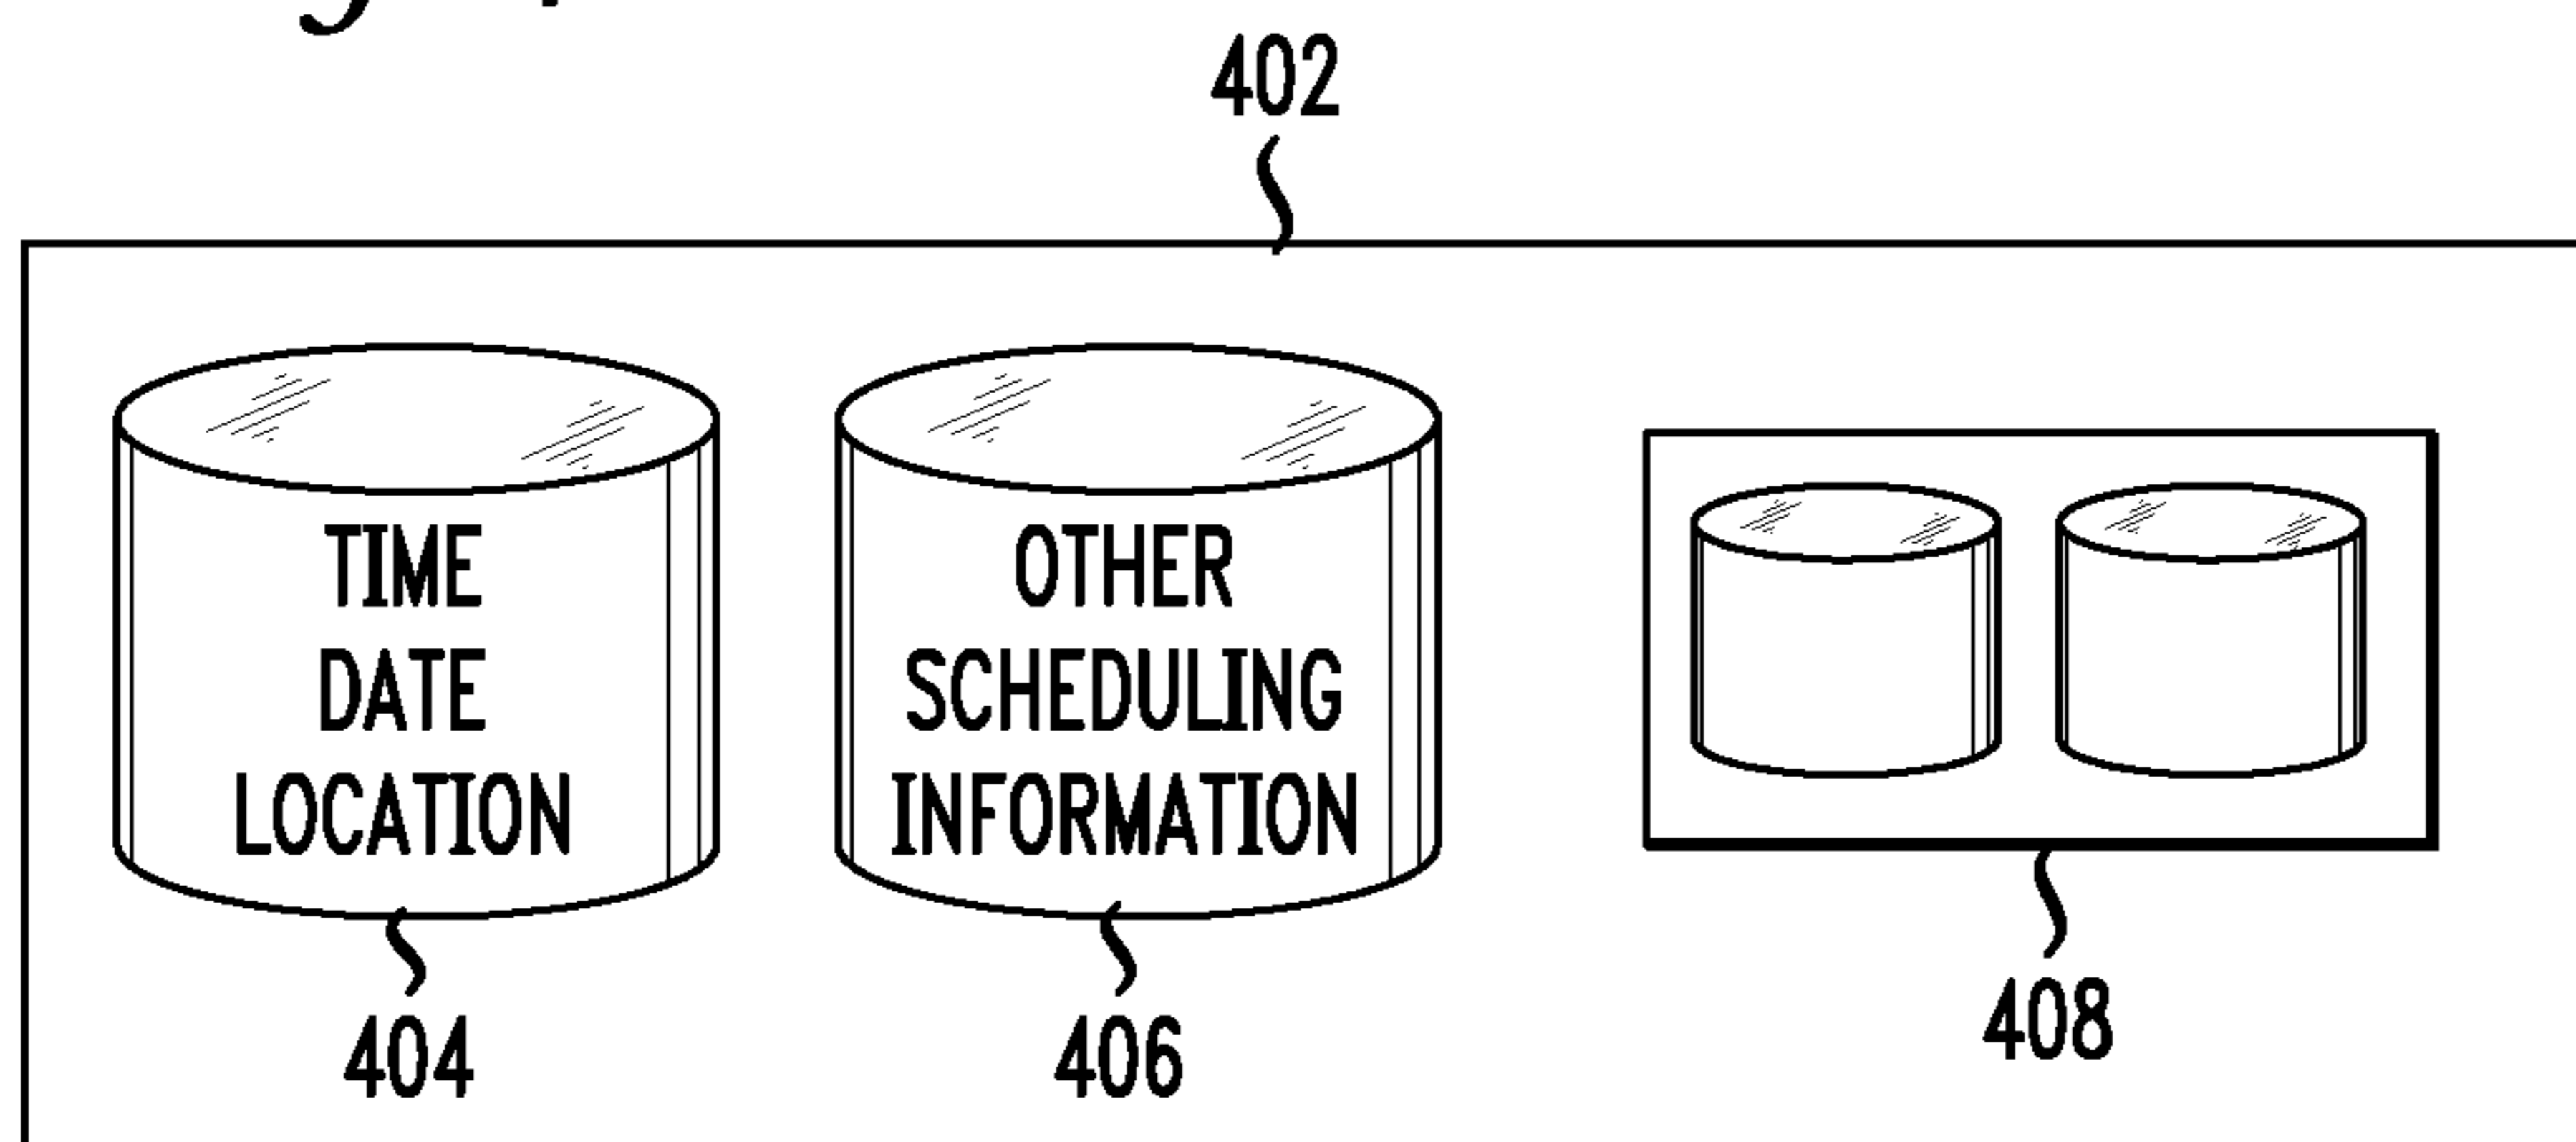 402
TIME
DATE
LOCATION
OTHER
SCHEDULING
INFORMATION
404
406
408